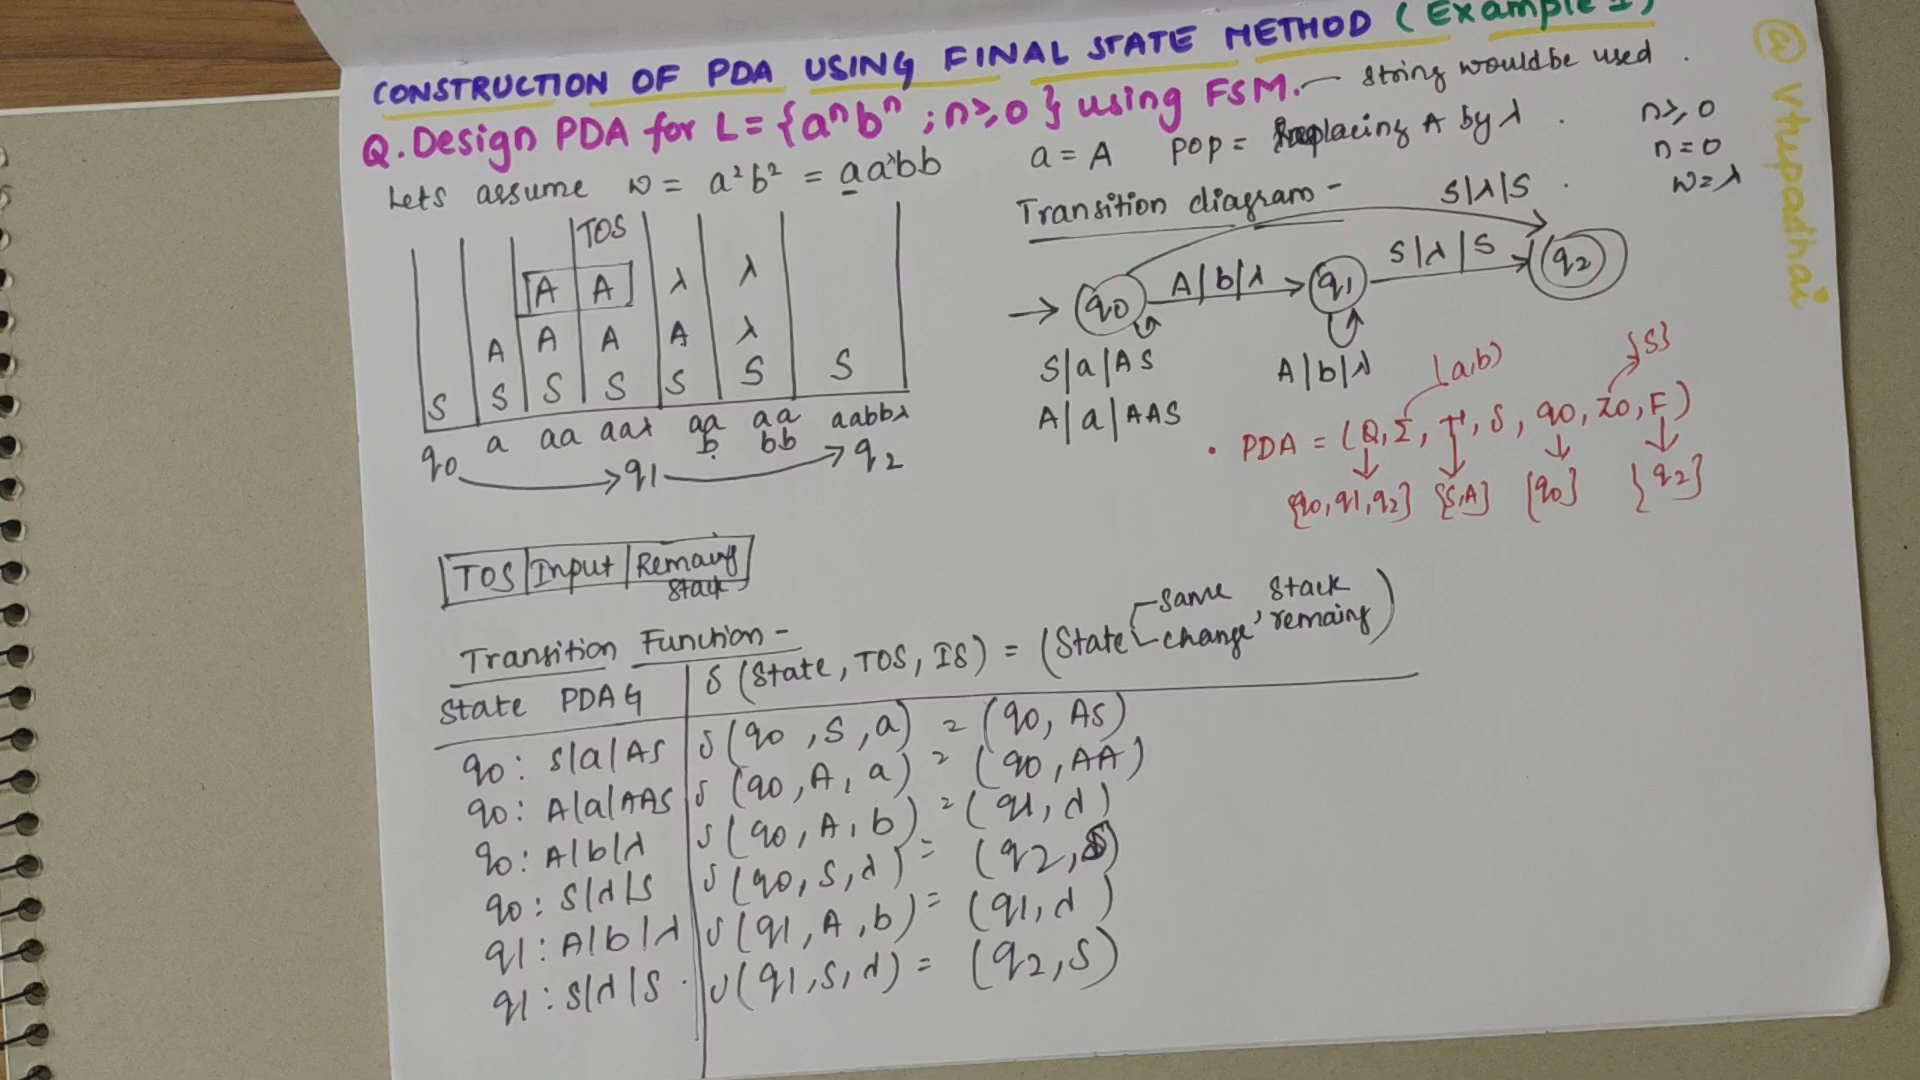 CONSTRUCTION OF PDA USING FINAL STATE METHOD (Example 1)
Q. Design PDA for L = {aⁿbⁿ ; n≥0} using FSM. — string would be used.
Lets assume w = a²b² = aabb
a = A pop = replacing A by λ.
n≥0
n=0
w=λ
TOS
A A λ λ
A A A A λ
S S S S S S S
q0 a aa aaλ aa b aa bb aabbλ
q0 → q1 → q2
Transition diagram -
S|λ|S
→ q0 A|b|λ q1 S|λ|S q2
S|a|AS A|b|λ
A|a|AAS
(a,b) {S}
• PDA = (Q, Σ, Γ, δ, q0, z0, F)
{q0,q1,q2} {S,A} {q0} {q2}
TOS | Input | Remaing stack
Transition Function -
State PDAG
δ (State, TOS, IS) = (State same change, stack remaing)
q0: S|a|AS δ(q0, S, a) = (q0, AS)
q0: A|a|AAS δ(q0, A, a) = (q0, AA)
q0: A|b|λ δ(q0, A, b) = (q1, λ)
q0: S|λ|S δ(q0, S, λ) = (q2, S)
q1: A|b|λ δ(q1, A, b) = (q1, λ)
q1: S|λ|S δ(q1, S, λ) = (q2, S)
@Vtupadhai